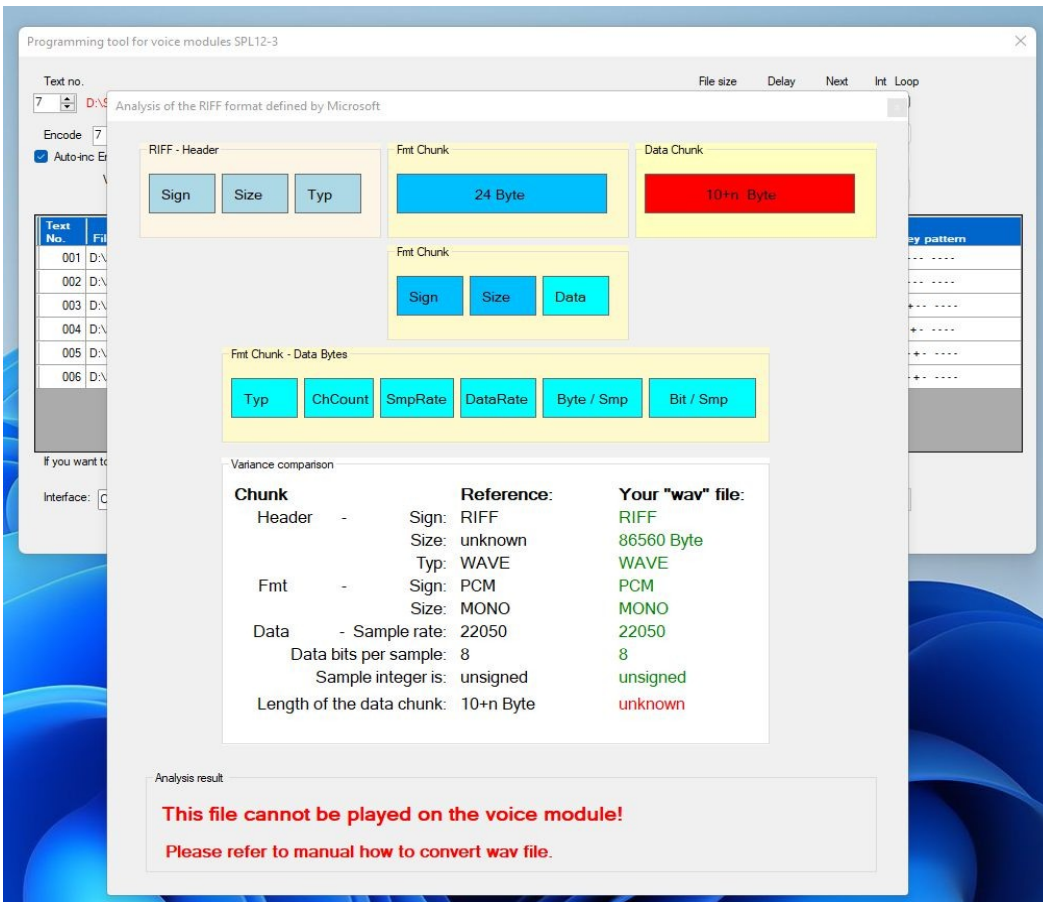 Programming tool for voice modules SPL12-3
Text no.
File size Delay Next Int Loop
7 D:\S
Analysis of the RIFF format defined by Microsoft
Encode 7
Auto-inc
RIFF - Header
Fmt Chunk
Data Chunk
Sign Size Typ
24 Byte
10+n Byte
Text No. Fil ey pattern
Fmt Chunk
Sign Size Data
001 D:\ -- ----
002 D:\ -- ----
003 D:\ +-- ----
004 D:\ +- ----
005 D:\ +- ----
006 D:\ +- ----
Fmt Chunk - Data Bytes
Typ ChCount SmpRate DataRate Byte / Smp Bit / Smp
If you want to
Interface:
Variance comparison
Chunk Reference: Your "wav" file:
Header - Sign: RIFF RIFF
Size: unknown 86560 Byte
Typ: WAVE WAVE
Fmt - Sign: PCM PCM
Size: MONO MONO
Data - Sample rate: 22050 22050
Data bits per sample: 8 8
Sample integer is: unsigned unsigned
Length of the data chunk: 10+n Byte unknown
Analysis result
This file cannot be played on the voice module!
Please refer to manual how to convert wav file.